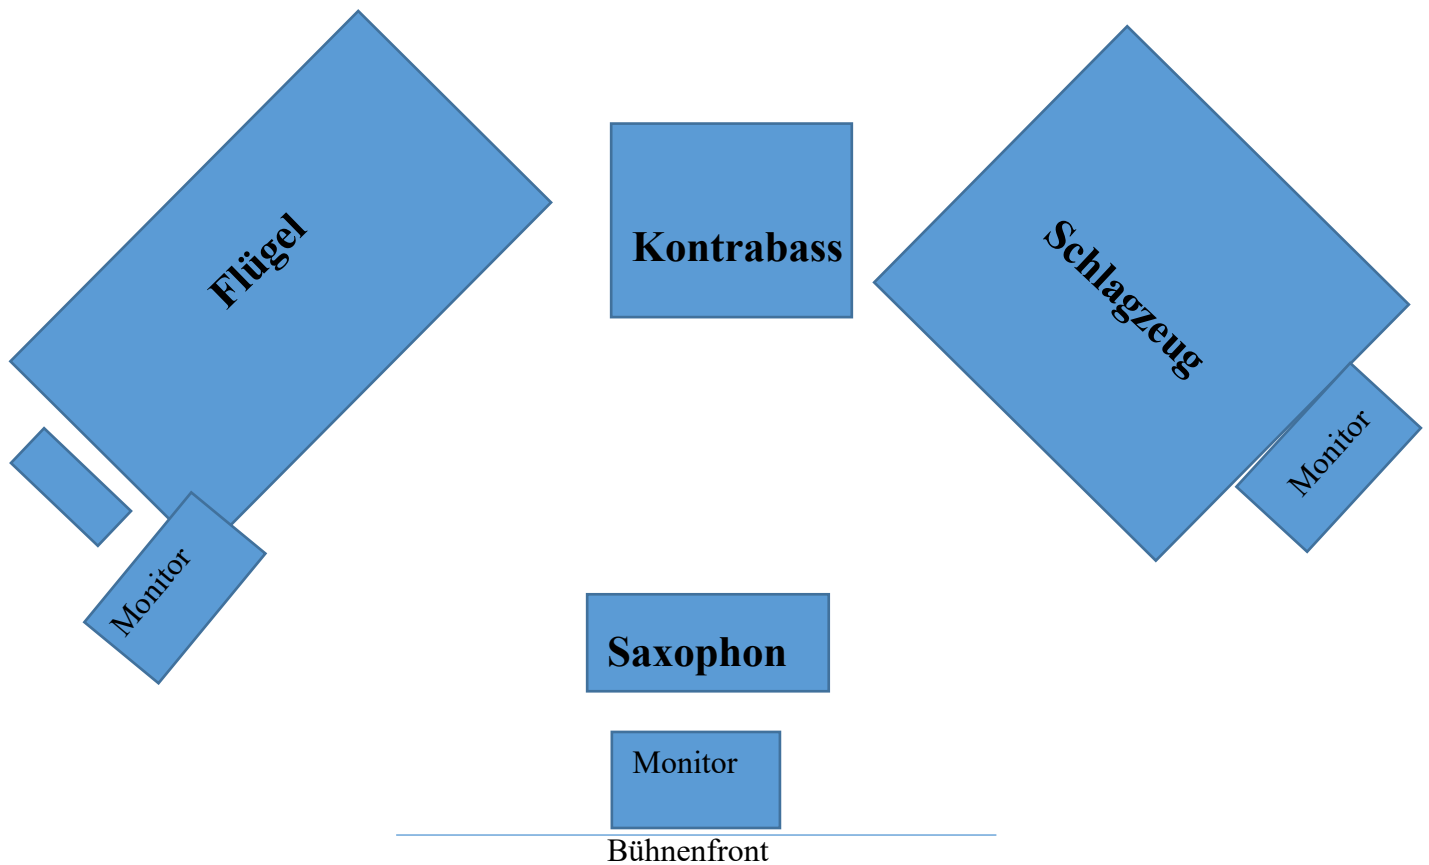 Flügel
Kontrabass
Schlagzeug
Monitor
Monitor
Saxophon
Monitor
Bühnenfront